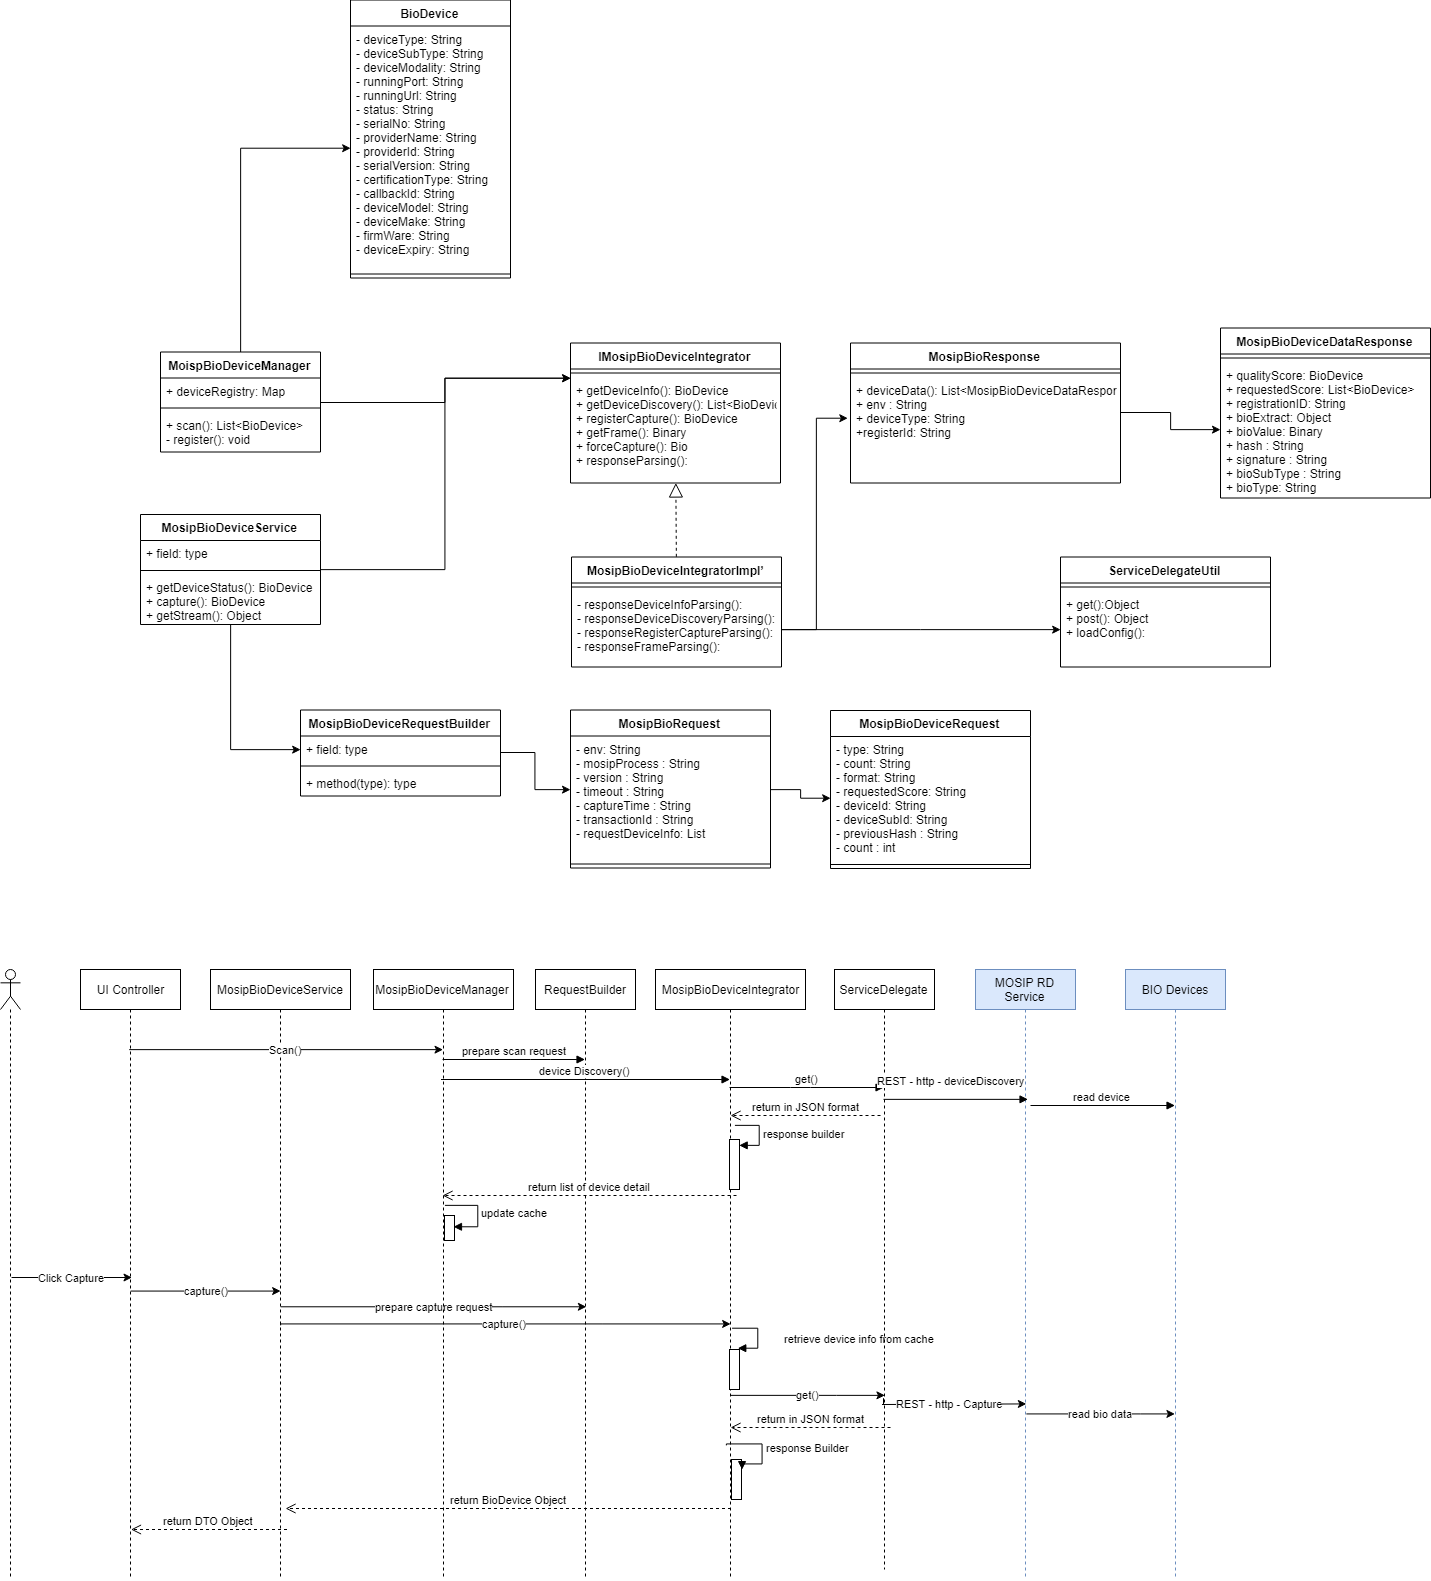 BioDevice
- deviceType: String
- deviceSubType: String
- deviceModality: String
- runningPort: String
- runningUrl: String
- status: String
- serialNo: String
- providerName: String
- providerId: String
- serialVersion: String
- certificationType: String
- callbackId: String
- deviceModel: String
- deviceMake: String
- firmWare: String
- deviceExpiry: String
MoispBioDeviceManager
+ deviceRegistry: Map
+ scan(): List<BioDevice>
- register(): void
IMosipBioDeviceIntegrator
+ getDeviceInfo(): BioDevice
+ getDeviceDiscovery(): List<BioDevic
+ registerCapture(): BioDevice
+ getFrame(): Binary
+ forceCapture(): Bio
+ responseParsing():
MosipBioResponse
+ deviceData(): List<MosipBioDeviceDataRespor
+ env : String
+ deviceType: String
+registerId: String
MosipBioDeviceDataResponse
+ qualityScore: BioDevice
+ requestedScore: List<BioDevice>
+ registrationID: String
+ bioExtract: Object
+ bioValue: Binary
+ hash : String
+ signature : String
+ bioSubType : String
+ bioType: String
MosipBioDeviceService
+ field: type
+ getDeviceStatus(): BioDevice
+ capture(): BioDevice
+ getStream(): Object
MosipBioDeviceIntegratorImpl’
- responseDeviceInfoParsing():
- responseDeviceDiscoveryParsing():
- responseRegisterCaptureParsing():
- responseFrameParsing():
ServiceDelegateUtil
+ get():Object
+ post(): Object
+ loadConfig():
MosipBioDeviceRequestBuilder
+ field: type
+ method(type): type
MosipBioRequest
- env: String
- mosipProcess : String
- version : String
- timeout : String
- captureTime : String
- transactionId : String
- requestDeviceInfo: List
MosipBioDeviceRequest
- type: String
- count: String
- format: String
- requestedScore: String
- deviceId: String
- deviceSubId: String
- previousHash : String
- count : int
UI Controller
MosipBioDeviceService
MosipBioDeviceManager
RequestBuilder
MosipBioDeviceIntegrator
ServiceDelegate
MOSIP RD
Service
BIO Devices
Scan()
prepare scan request
device Discovery()
get()
REST - http - deviceDiscovery
read device
return in JSON format
response builder
return list of device detail
update cache
Click Capture
capture()
prepare capture request
capture()
retrieve device info from cache
get()
REST - http - Capture
read bio data
return in JSON format
response Builder
return BioDevice Object
return DTO Object